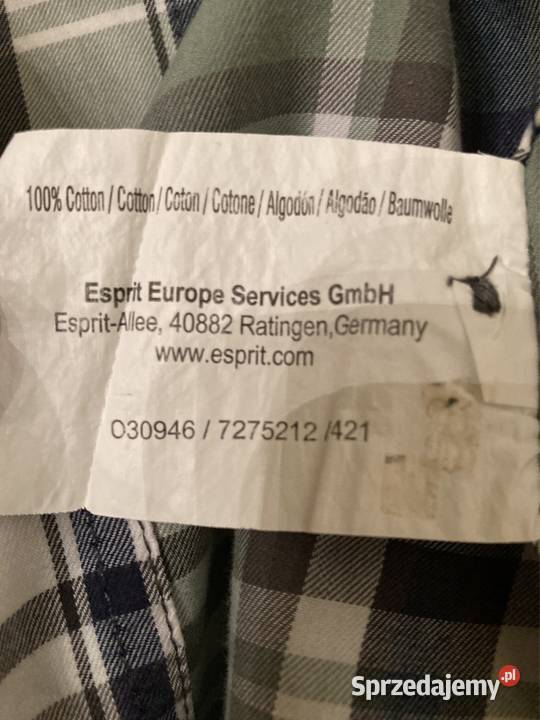 100% Cotton / Cotton / Coton / Cotone / Algodón / Algodão / Baumwolle
Esprit Europe Services GmbH
Esprit-Allee, 40882 Ratingen,Germany
www.esprit.com
O30946 / 7275212 /421
Sprzedajemy.pl